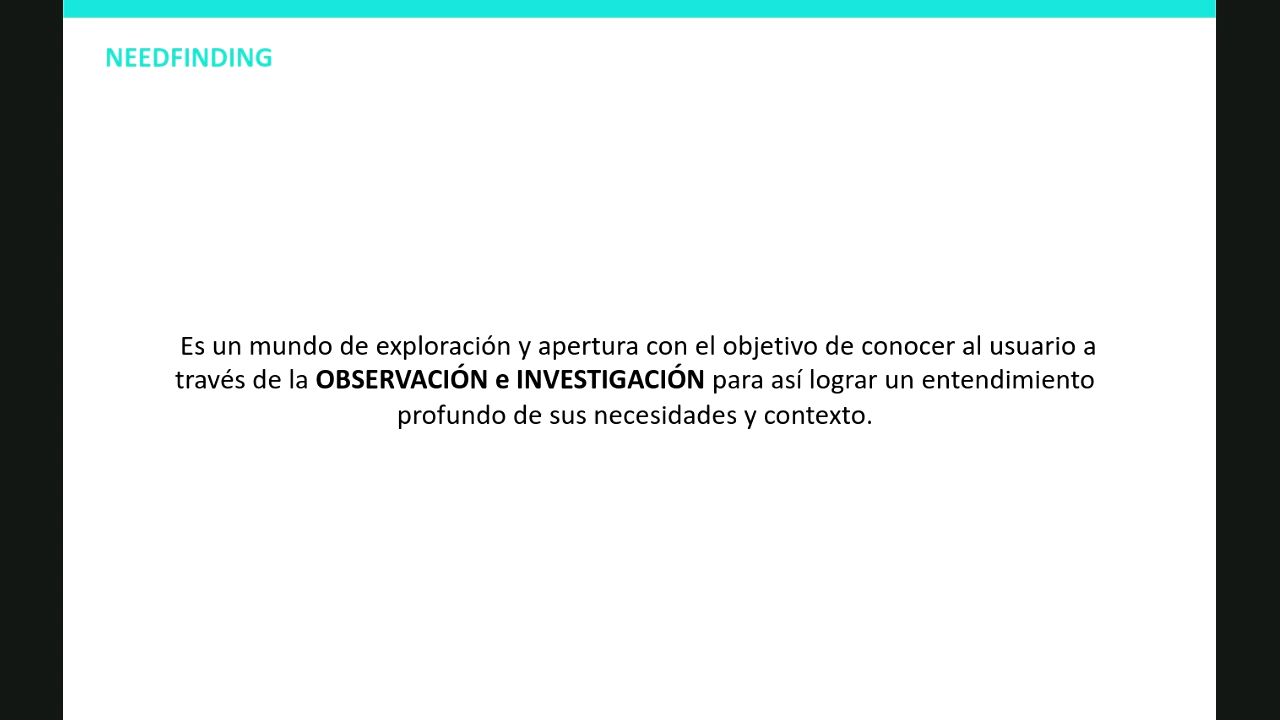 NEEDFINDING
Es un mundo de exploración y apertura con el objetivo de conocer al usuario a
través de la OBSERVACIÓN e INVESTIGACIÓN para así lograr un entendimiento
profundo de sus necesidades y contexto.